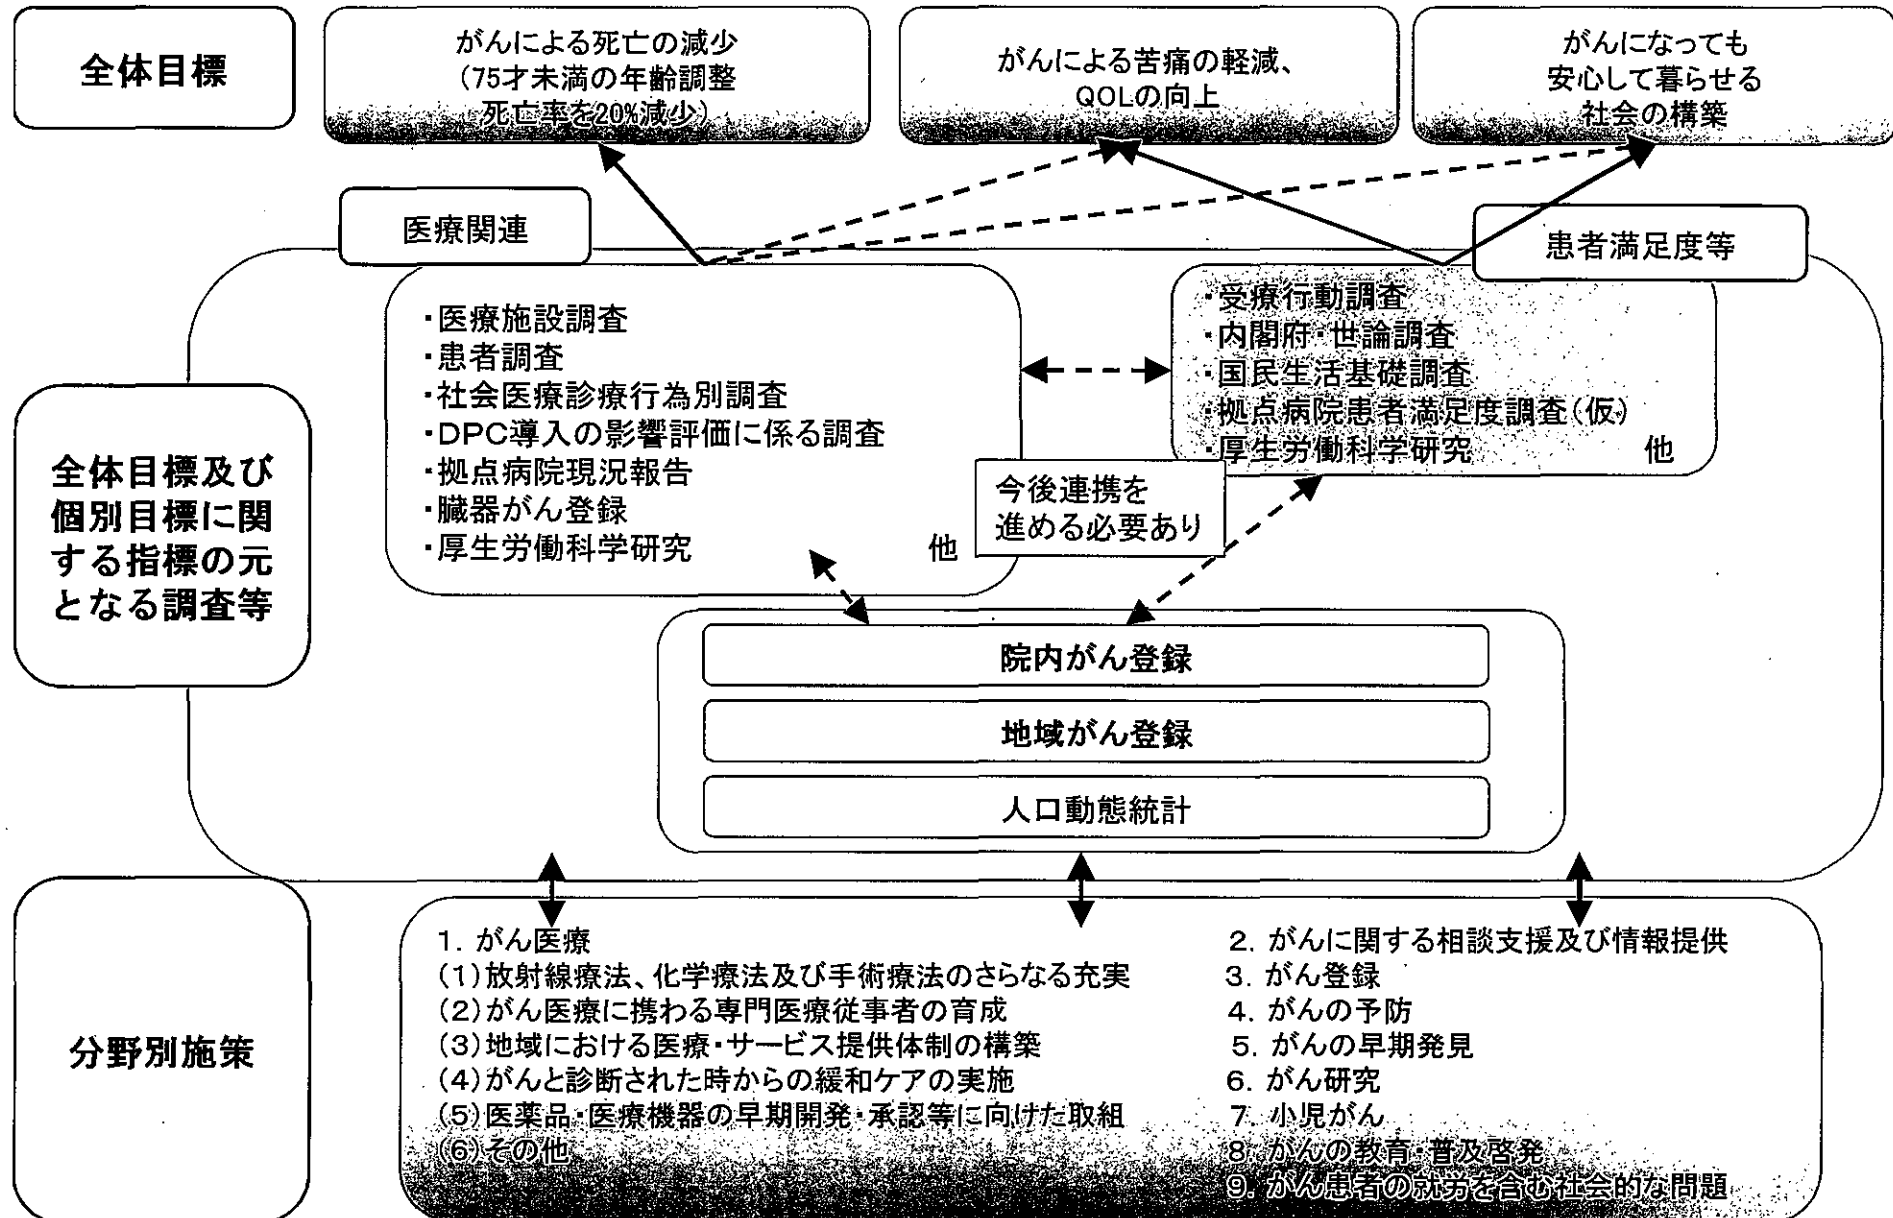 全体目標
がんによる死亡の減少
（75才未満の年齢調整
死亡率を20%減少）
がんによる苦痛の軽減、
QOLの向上
がんになっても
安心して暮らせる
社会の構築
医療関連
患者満足度等
全体目標及び
個別目標に関
する指標の元
となる調査等
・医療施設調査
・患者調査
・社会医療診療行為別調査
・DPC導入の影響評価に係る調査
・拠点病院現況報告
・臓器がん登録
・厚生労働科学研究 他
・受療行動調査
・内閣府・世論調査
・国民生活基礎調査
・拠点病院患者満足度調査（仮）
・厚生労働科学研究 他
今後連携を
進める必要あり
院内がん登録
地域がん登録
人口動態統計
分野別施策
1．がん医療
（1）放射線療法、化学療法及び手術療法のさらなる充実
（2）がん医療に携わる専門医療従事者の育成
（3）地域における医療・サービス提供体制の構築
（4）がんと診断された時からの緩和ケアの実施
（5）医薬品・医療機器の早期開発・承認等に向けた取組
（6）その他
2．がんに関する相談支援及び情報提供
3．がん登録
4．がんの予防
5．がんの早期発見
6．がん研究
7．小児がん
8．がんの教育・普及啓発
9．がん患者の就労を含む社会的な問題